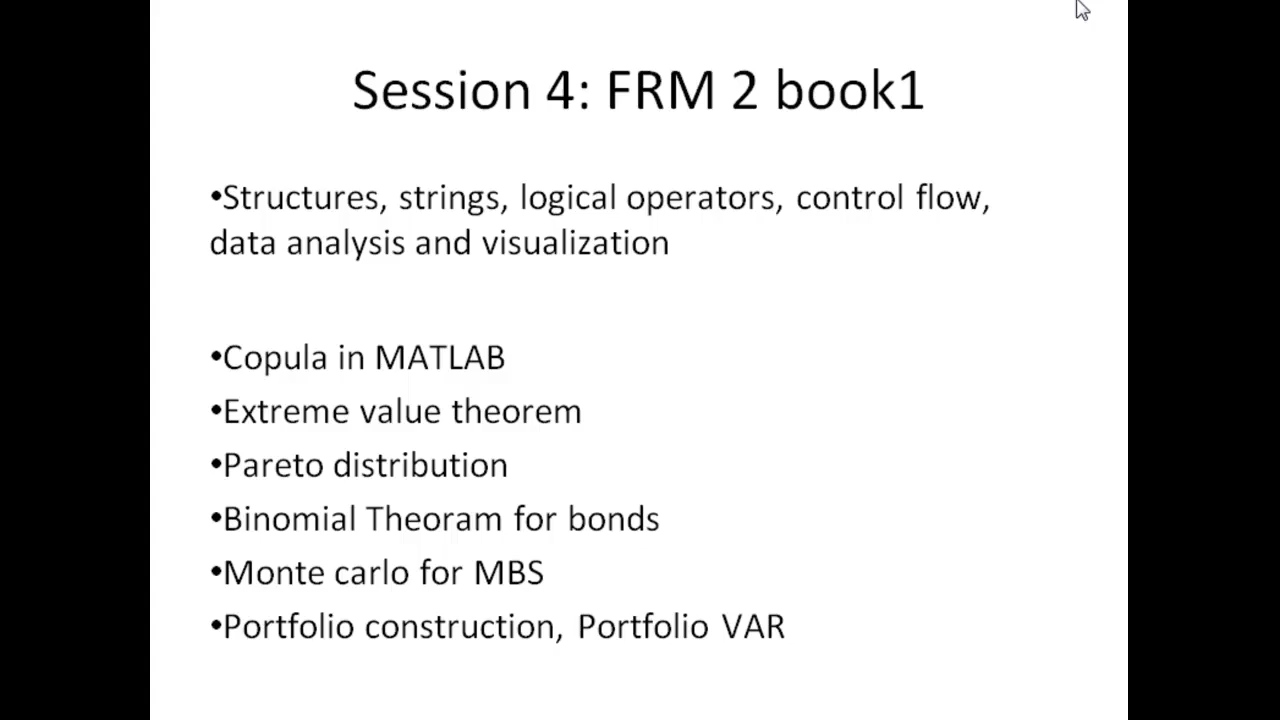 Session 4: FRM 2 book1
•Structures, strings, logical operators, control flow,
data analysis and visualization
•Copula in MATLAB
•Extreme value theorem
•Pareto distribution
•Binomial Theoram for bonds
•Monte carlo for MBS
•Portfolio construction, Portfolio VAR